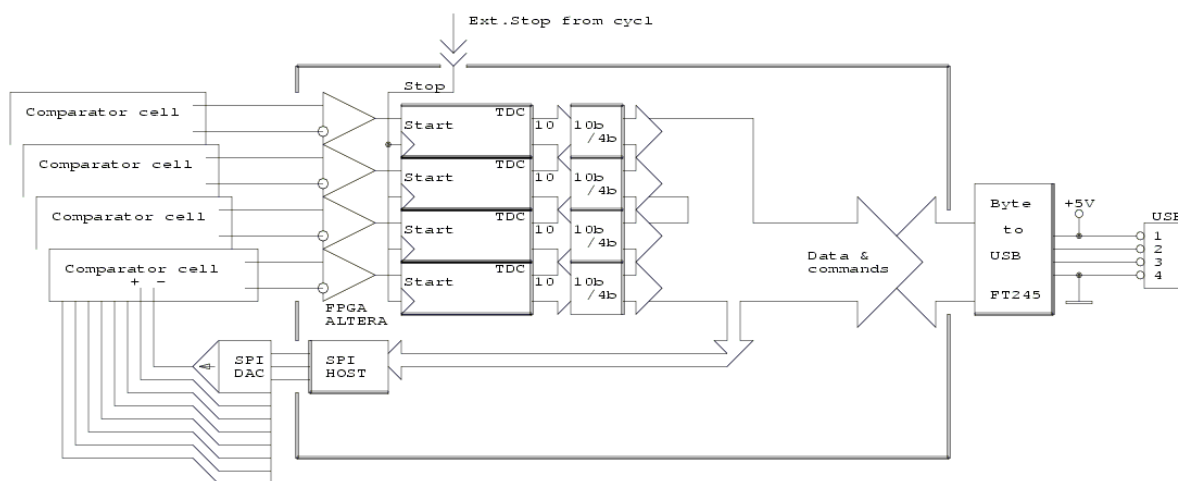 Ext.Stop from cycl
Stop
Comparator cell
Start
TDC
10
10b
/4b
Comparator cell
Start
TDC
10
10b
/4b
Comparator cell
Start
TDC
10
10b
/4b
Comparator cell
+ −
Start
TDC
10
10b
/4b
FPGA
ALTERA
SPI
DAC
SPI
HOST
Data &
commands
Byte
to
USB
FT245
+5V
USB
1
2
3
4